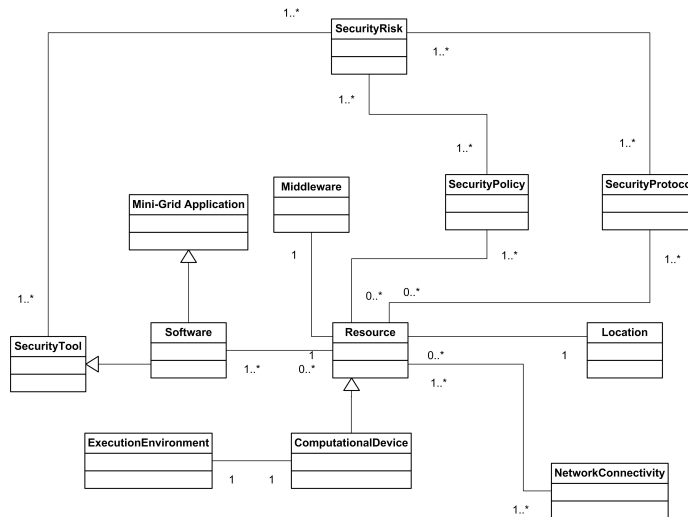 1..*
SecurityRisk
1..*
1..*
1..*
1..*
Middleware
SecurityPolicy
SecurityProtoco
Mini-Grid Application
1
1..*
1..*
0..*
0..*
1..*
Software
Resource
Location
SecurityTool
1
0..*
1
1..*
0..*
1..*
ExecutionEnvironment
ComputationalDevice
1
1
NetworkConnectivity
1..*